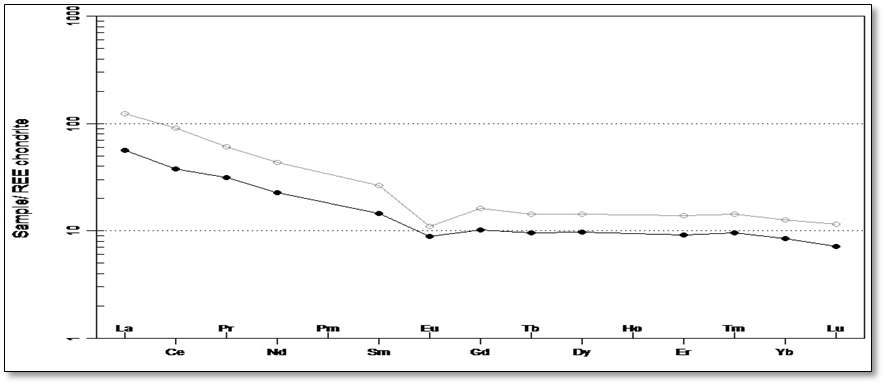 1000
100
10
1
Sample/ REE chondrite
La Pr Pm Eu Tb Ho Tm Lu
Ce Nd Sm Gd Dy Er Yb